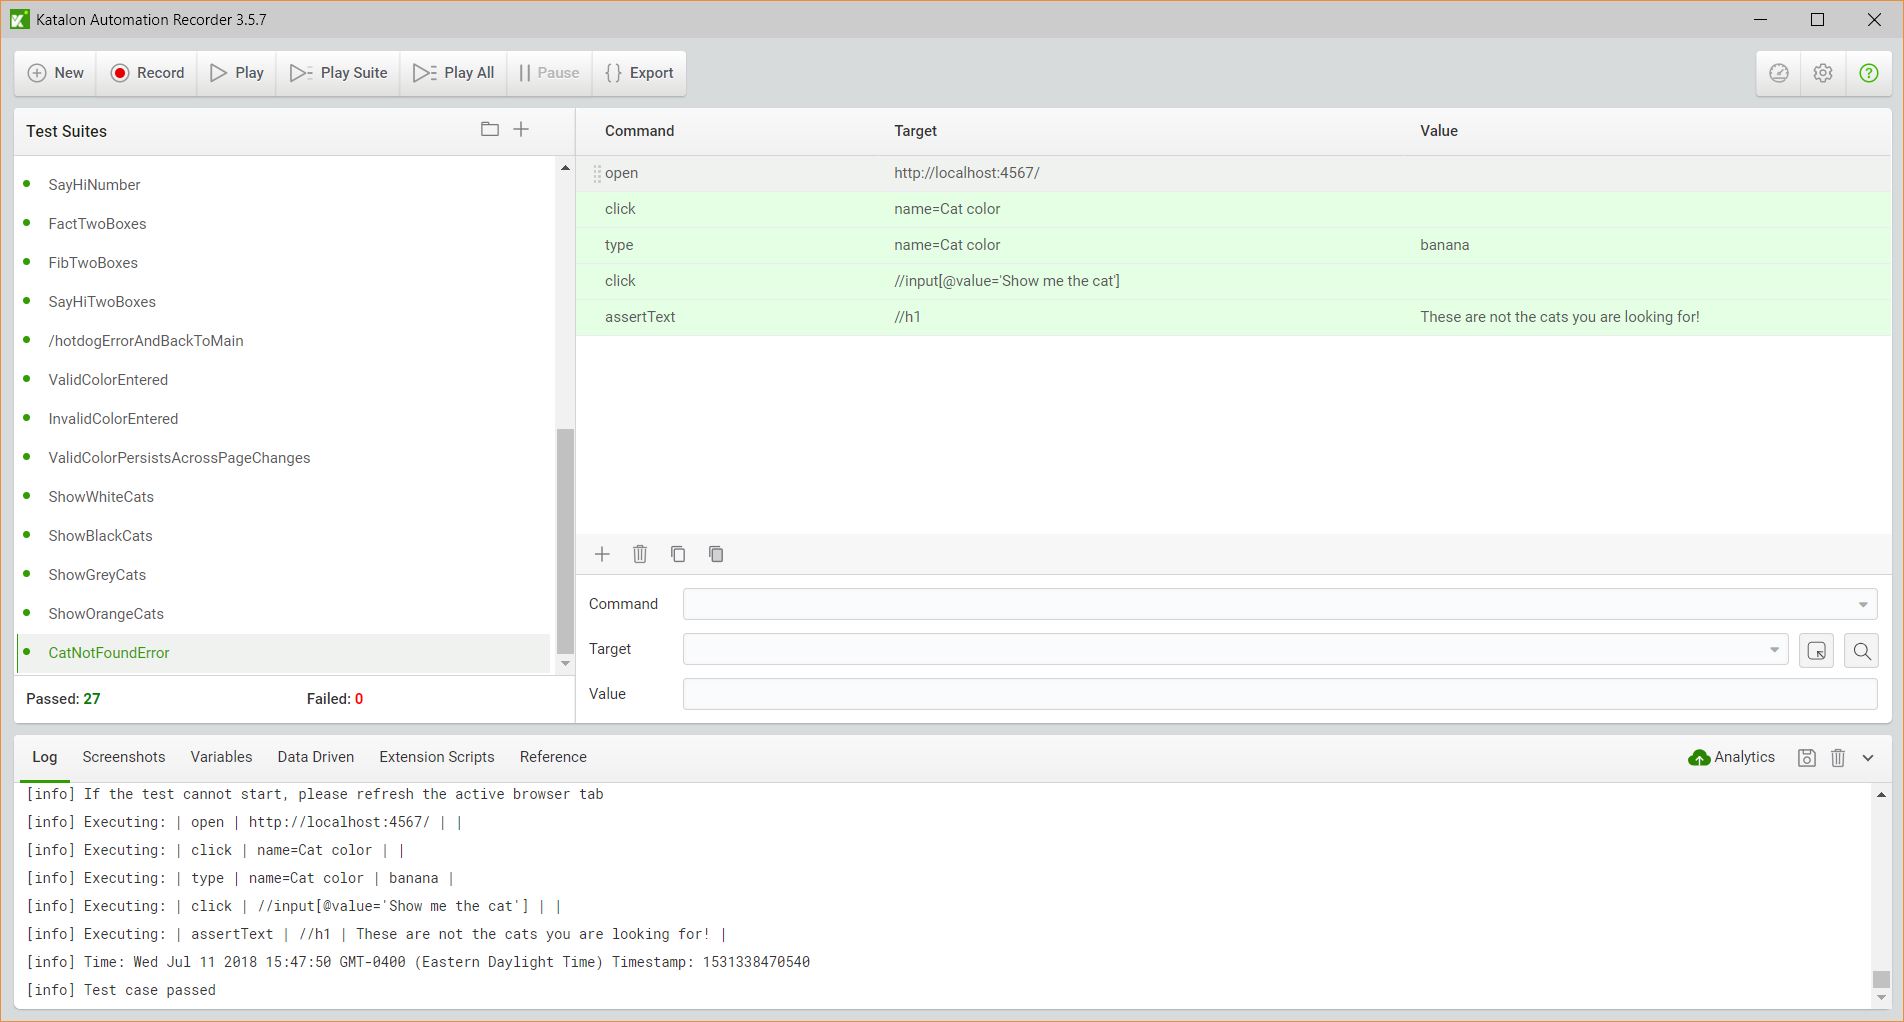 Katalon Automation Recorder 3.5.7
New Record Play Play Suite Play All Pause Export
Test Suites
SayHiNumber
FactTwoBoxes
FibTwoBoxes
SayHiTwoBoxes
/hotdogErrorAndBackToMain
ValidColorEntered
InvalidColorEntered
ValidColorPersistsAcrossPageChanges
ShowWhiteCats
ShowBlackCats
ShowGreyCats
ShowOrangeCats
CatNotFoundError
Passed: 27 Failed: 0
Command Target Value
open http://localhost:4567/
click name=Cat color
type name=Cat color banana
click //input[@value='Show me the cat']
assertText //h1 These are not the cats you are looking for!
Command
Target
Value
Log Screenshots Variables Data Driven Extension Scripts Reference Analytics
[info] If the test cannot start, please refresh the active browser tab
[info] Executing: | open | http://localhost:4567/ | |
[info] Executing: | click | name=Cat color | |
[info] Executing: | type | name=Cat color | banana |
[info] Executing: | click | //input[@value='Show me the cat'] | |
[info] Executing: | assertText | //h1 | These are not the cats you are looking for! |
[info] Time: Wed Jul 11 2018 15:47:50 GMT-0400 (Eastern Daylight Time) Timestamp: 1531338470540
[info] Test case passed